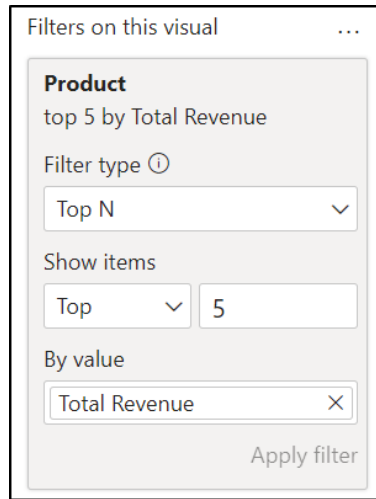 Filters on this visual ...
Product
top 5 by Total Revenue
Filter type
Top N
Show items
Top 5
By value
Total Revenue
Apply filter